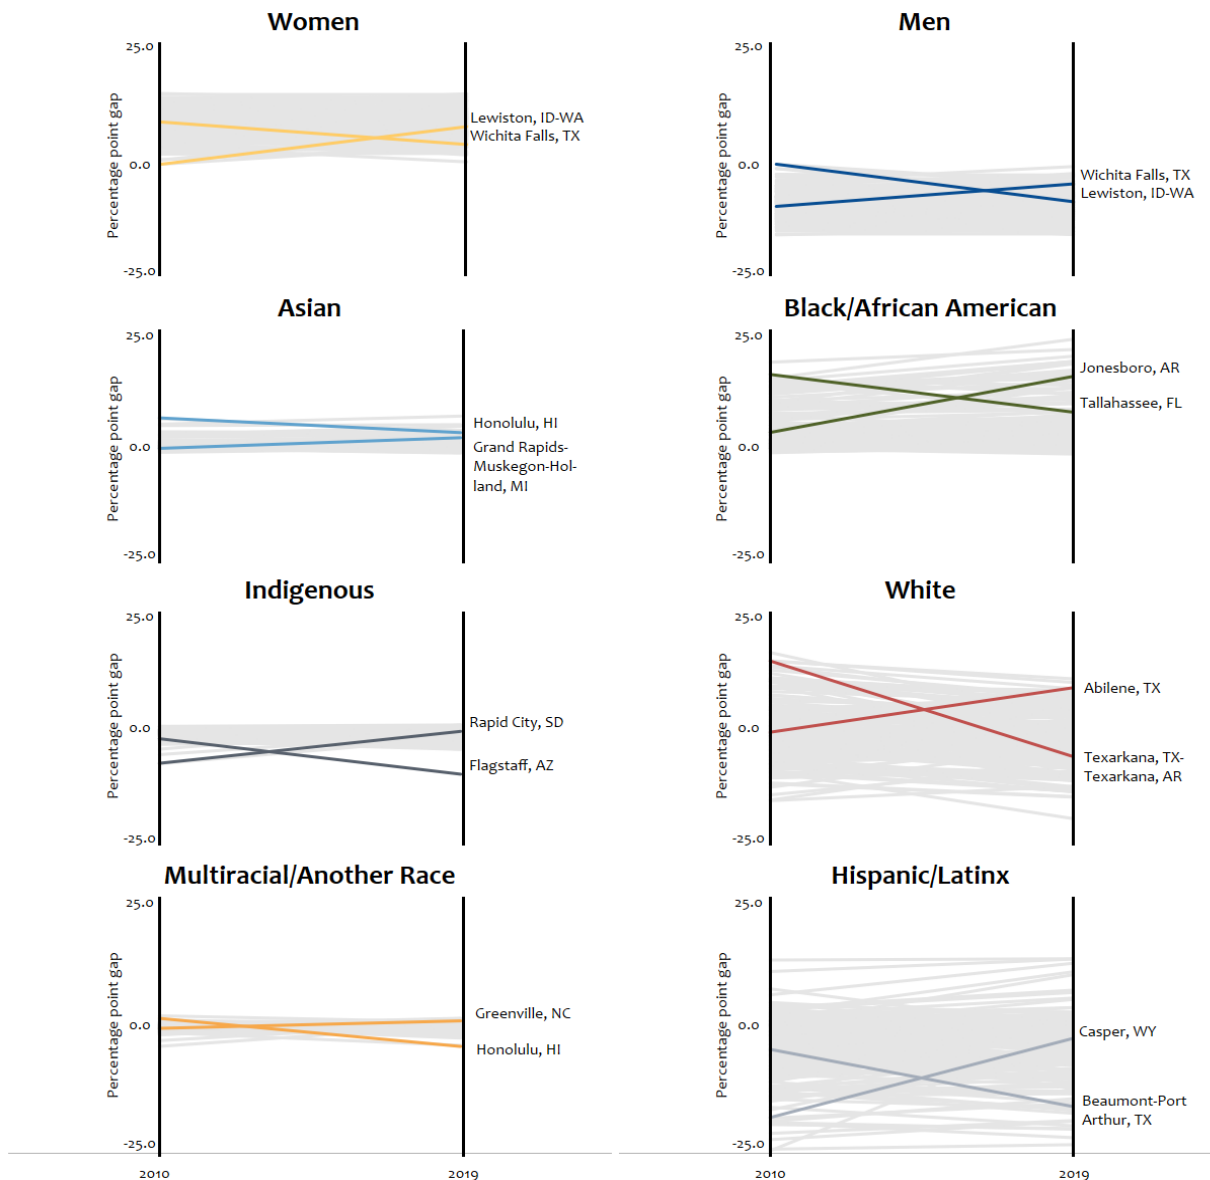 Women
25.0
Percentage point gap
0.0
-25.0
Lewiston, ID-WA
Wichita Falls, TX
Men
25.0
Percentage point gap
0.0
-25.0
Wichita Falls, TX
Lewiston, ID-WA
Asian
25.0
Percentage point gap
0.0
-25.0
Honolulu, HI
Grand Rapids-
Muskegon-Hol-
land, MI
Black/African American
25.0
Percentage point gap
0.0
-25.0
Jonesboro, AR
Tallahassee, FL
Indigenous
25.0
Percentage point gap
0.0
-25.0
Rapid City, SD
Flagstaff, AZ
White
25.0
Percentage point gap
0.0
-25.0
Abilene, TX
Texarkana, TX-
Texarkana, AR
Multiracial/Another Race
25.0
Percentage point gap
0.0
-25.0
Greenville, NC
Honolulu, HI
2010
2019
Hispanic/Latinx
25.0
Percentage point gap
0.0
-25.0
Casper, WY
Beaumont-Port
Arthur, TX
2010
2019